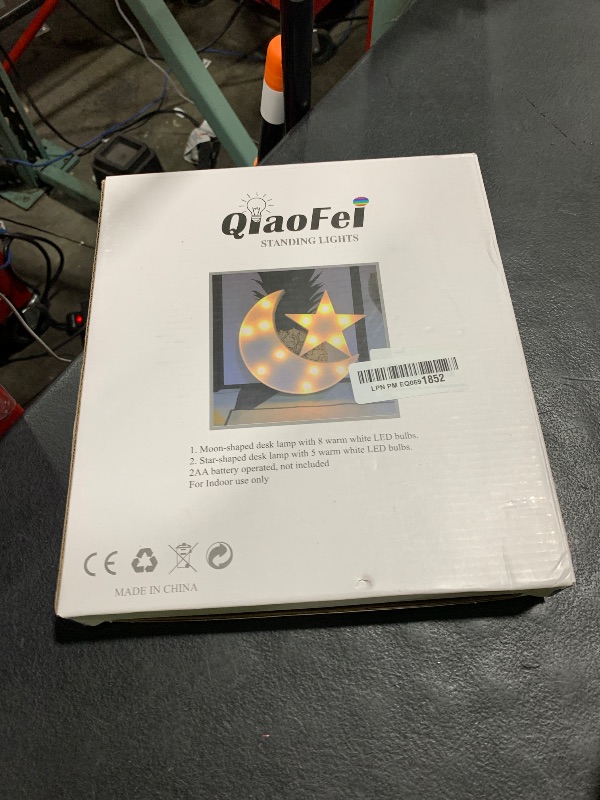 QiaoFei
STANDING LIGHTS
LPN PM EQ0691852
1. Moon-shaped desk lamp with 8 warm white LED bulbs.
2. Star-shaped desk lamp with 5 warm white LED bulbs.
2AA battery operated, not included
For Indoor use only
CE
MADE IN CHINA